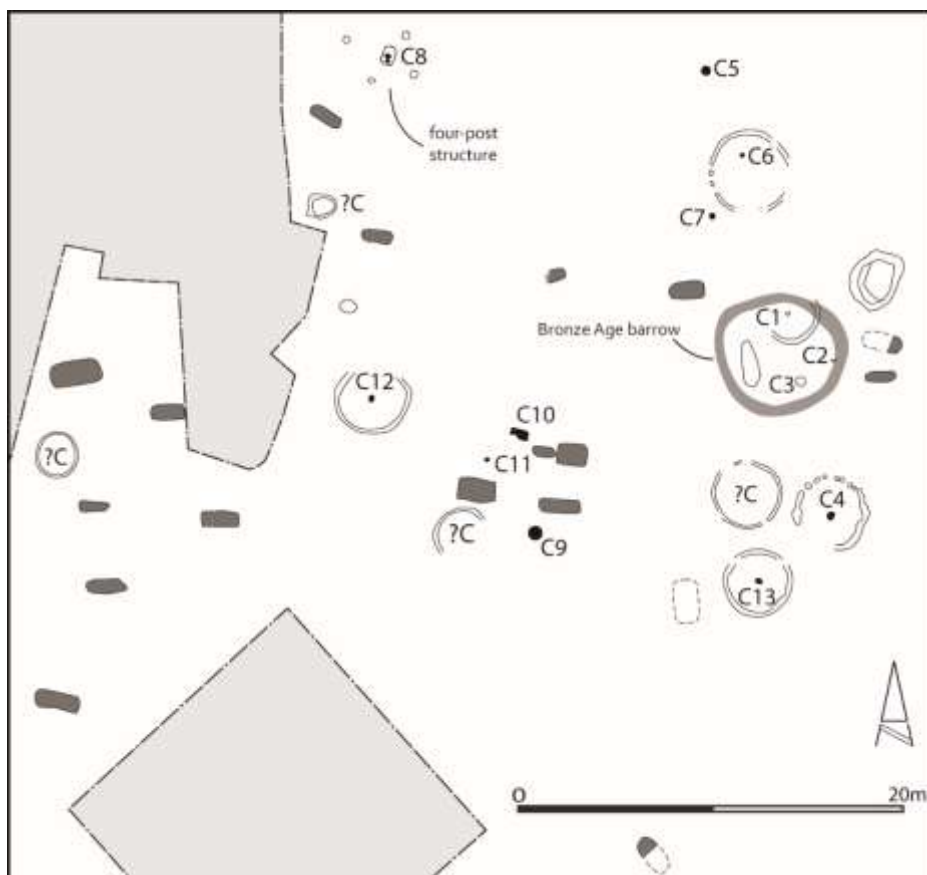 C8
C5
four-post
structure
C6
?C
C7
C1
Bronze Age barrow
C2
C3
C12
C10
?C
C11
?C
C4
?C
C9
C13
0
20m